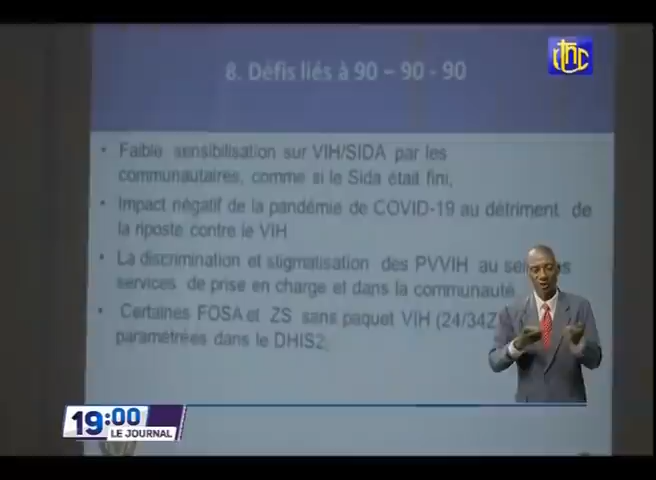 rtnc
8. Défis liés à 90 – 90 - 90
• Faible sensibilisation sur VIH/SIDA par les
communautaires, comme si le Sida était fini,
• Impact négatif de la pandémie de COVID-19 au détriment de
la riposte contre le VIH
• La discrimination et stigmatisation des PVVIH au
services de prise en charge et dans la communauté
• Certaines FOSA et ZS sans paquet VIH (24/34Z
paramétrées dans le DHIS2,
19:00
LE JOURNAL